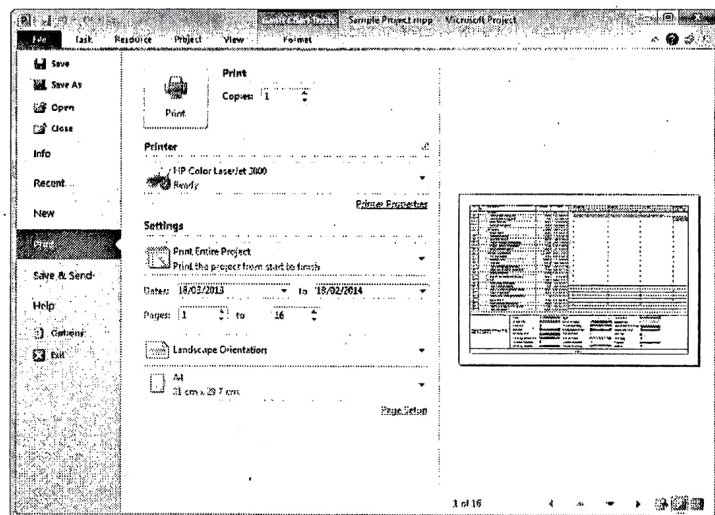 Gantt Chart Tools Sample Project.mpp - Microsoft Project
File Task Resource Project View Format
Save
Save As
Open
Close
Info
Recent
New
Print
Save & Send
Help
Options
Exit
Print
Copies: 1
Print
Printer
HP Color LaserJet 3800
Ready
Printer Properties
Settings
Print Entire Project
Print the project from start to finish
Dates: 18/03/2013 to 18/02/2014
Pages: 1 to 16
Landscape Orientation
A4
21 cm x 29.7 cm
Page Setup
1 of 16